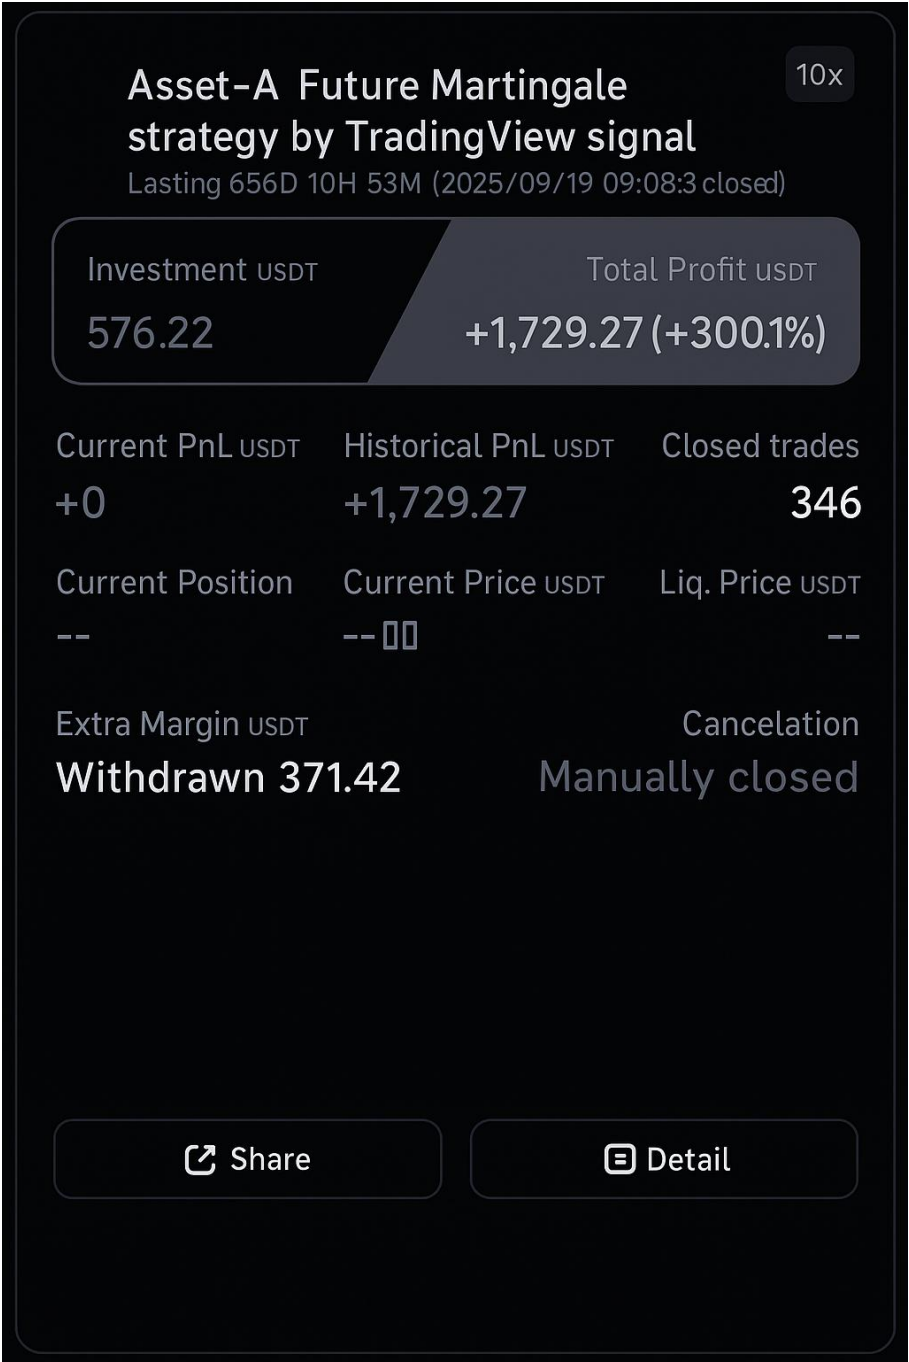 10x
Asset-A Future Martingale
strategy by TradingView signal
Lasting 656D 10H 53M (2025/09/19 09:08:3 closed)
Investment USDT
Total Profit USDT
576.22
+1,729.27 (+300.1%)
Current PnL USDT
Historical PnL USDT
Closed trades
+0
+1,729.27
346
Current Position
Current Price USDT
Liq. Price USDT
--
--▯▯
--
Extra Margin USDT
Cancelation
Withdrawn 371.42
Manually closed
Share
Detail